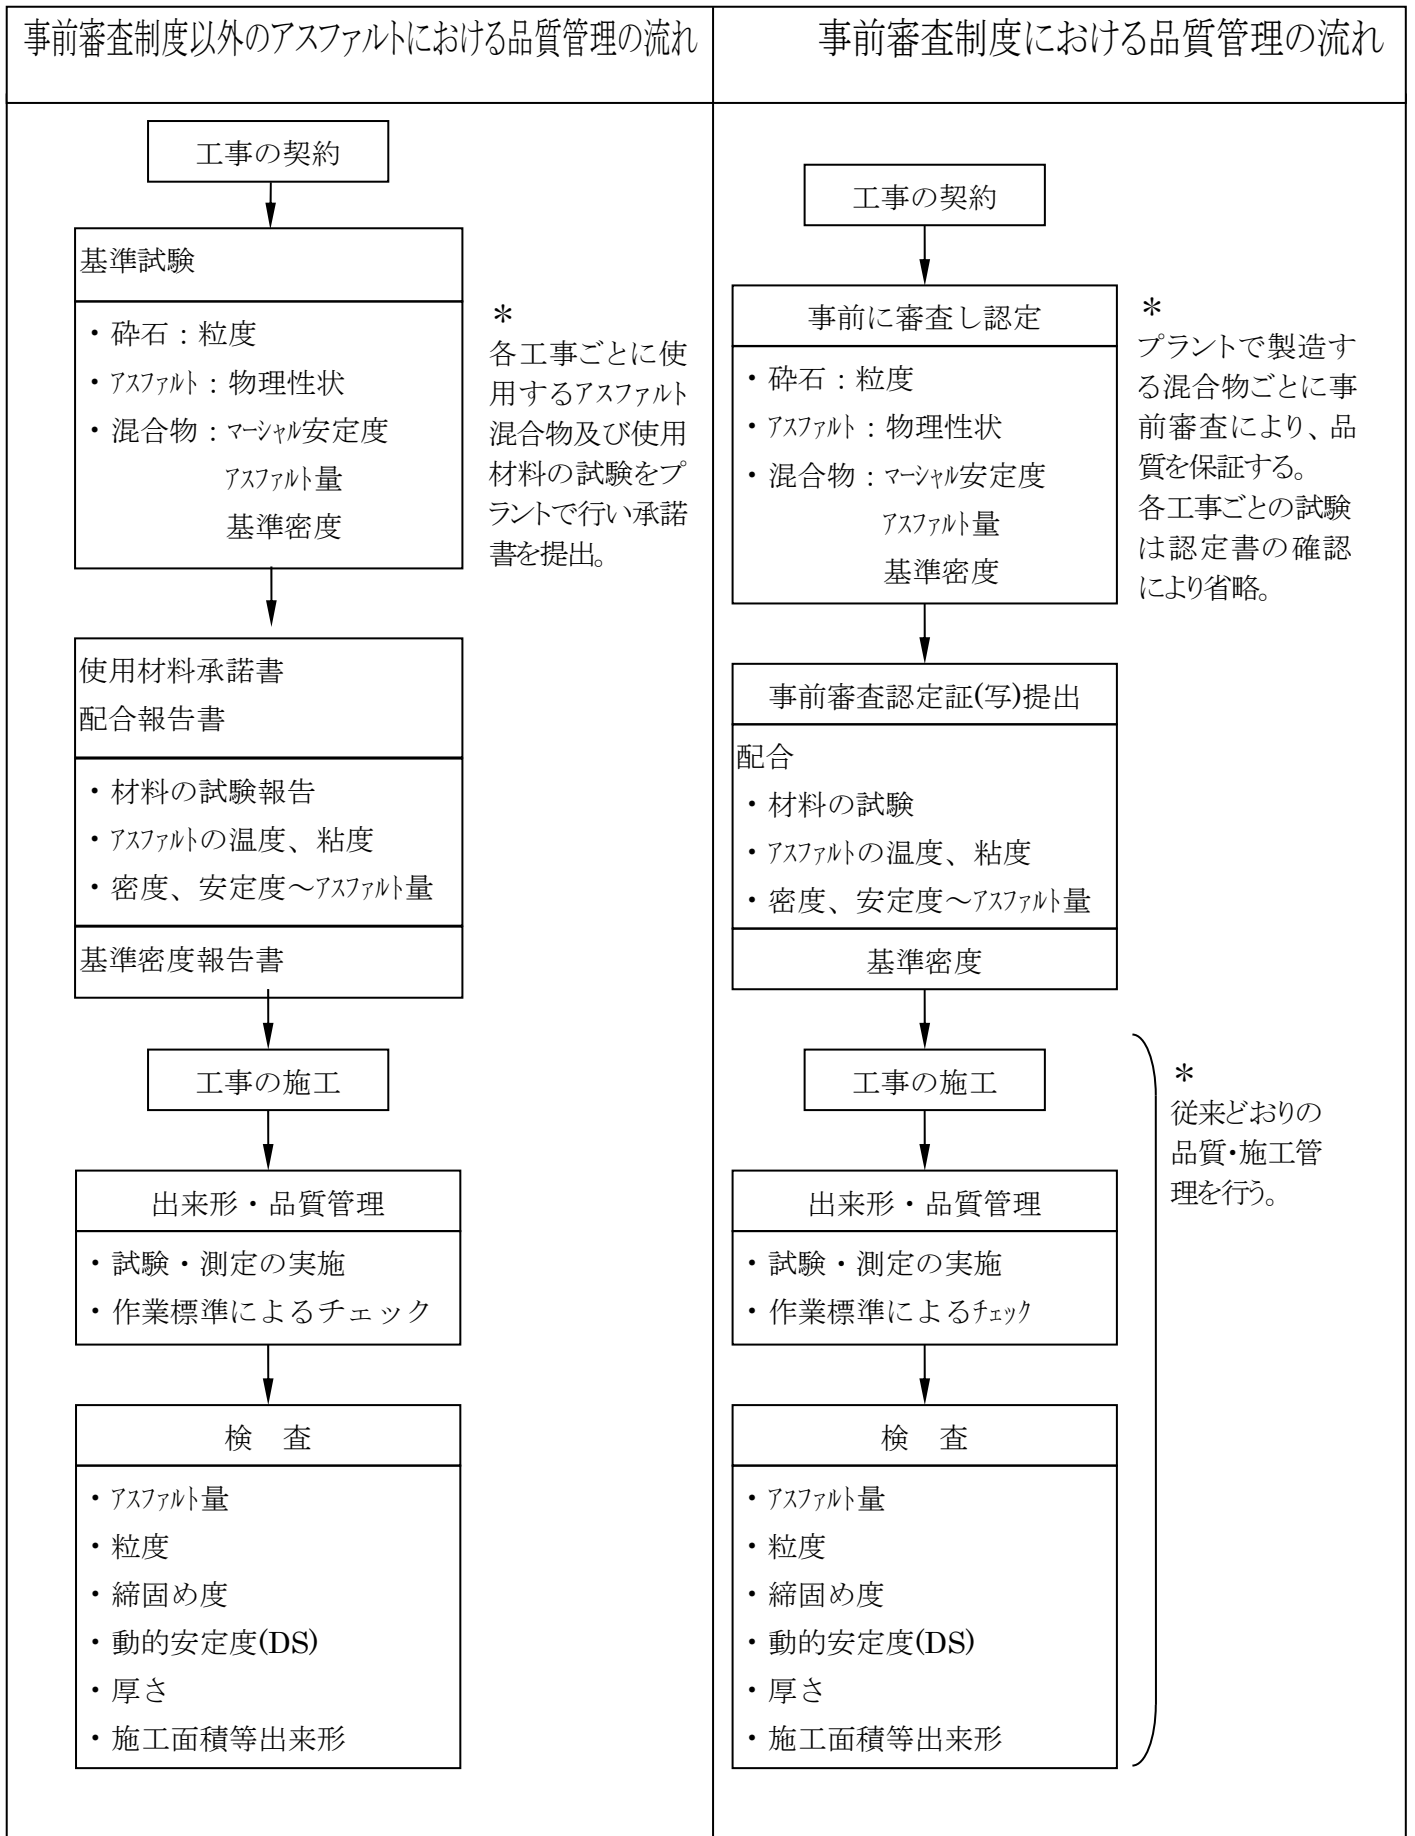 事前審査制度以外のアスファルトにおける品質管理の流れ
工事の契約
基準試験
・砕石：粒度
・ｱｽﾌｧﾙﾄ：物理性状
・混合物：ﾏｰｼｬﾙ安定度
ｱｽﾌｧﾙﾄ量
基準密度
＊
各工事ごとに使
用するアスファルト
混合物及び使用
材料の試験をプ
ラントで行い承諾
書を提出。
使用材料承諾書
配合報告書
・材料の試験報告
・ｱｽﾌｧﾙﾄの温度、粘度
・密度、安定度～ｱｽﾌｧﾙﾄ量
基準密度報告書
工事の施工
出来形・品質管理
・試験・測定の実施
・作業標準によるチェック
検　査
・ｱｽﾌｧﾙﾄ量
・粒度
・締固め度
・動的安定度(DS)
・厚さ
・施工面積等出来形
事前審査制度における品質管理の流れ
工事の契約
事前に審査し認定
・砕石：粒度
・ｱｽﾌｧﾙﾄ：物理性状
・混合物：ﾏｰｼｬﾙ安定度
ｱｽﾌｧﾙﾄ量
基準密度
＊
プラントで製造す
る混合物ごとに事
前審査により、品
質を保証する。
各工事ごとの試験
は認定書の確認
により省略。
事前審査認定証(写)提出
配合
・材料の試験
・ｱｽﾌｧﾙﾄの温度、粘度
・密度、安定度～ｱｽﾌｧﾙﾄ量
基準密度
工事の施工
出来形・品質管理
・試験・測定の実施
・作業標準によるﾁｪｯｸ
検　査
・ｱｽﾌｧﾙﾄ量
・粒度
・締固め度
・動的安定度(DS)
・厚さ
・施工面積等出来形
＊
従来どおりの
品質・施工管
理を行う。